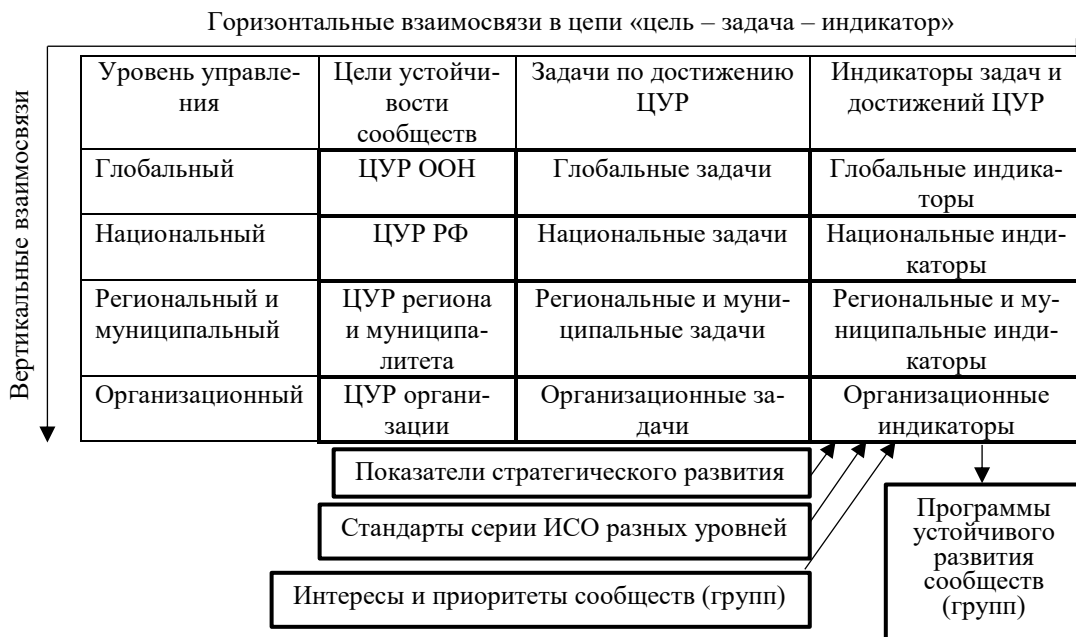 Горизонтальные взаимосвязи в цепи «цель – задача – индикатор»
Вертикальные взаимосвязи
Уровень управле-
ния
Цели устой-
чивости
сообществ
Задачи по достижению
ЦУР
Индикаторы задач и
достижений ЦУР
Глобальный
ЦУР ООН
Глобальные задачи
Глобальные индика-
торы
Национальный
ЦУР РФ
Национальные задачи
Национальные инди-
каторы
Региональный и
муниципальный
ЦУР региона
и муниципа-
литета
Региональные и муни-
ципальные задачи
Региональные и му-
ниципальные инди-
каторы
Организационный
ЦУР органи-
зации
Организационные за-
дачи
Организационные
индикаторы
Показатели стратегического развития
Стандарты серии ИСО разных уровней
Интересы и приоритеты сообществ (групп)
Программы
устойчивого
развития
сообществ
(групп)